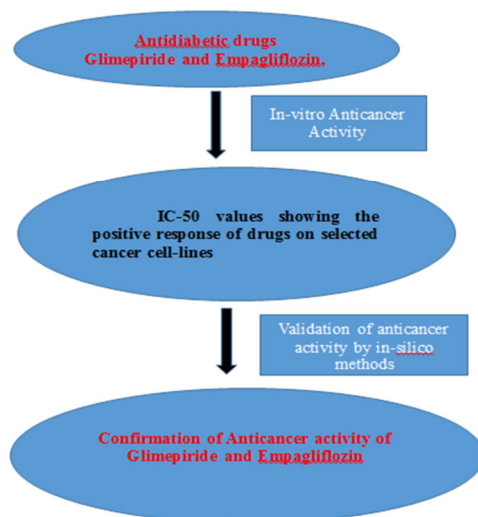 Antidiabetic drugs
Glimepiride and Empagliflozin.
In-vitro Anticancer
Activity
IC-50 values showing the
positive response of drugs on selected
cancer cell-lines
Validation of anticancer
activity by in-silico
methods
Confirmation of Anticancer activity of
Glimepiride and Empagliflozin